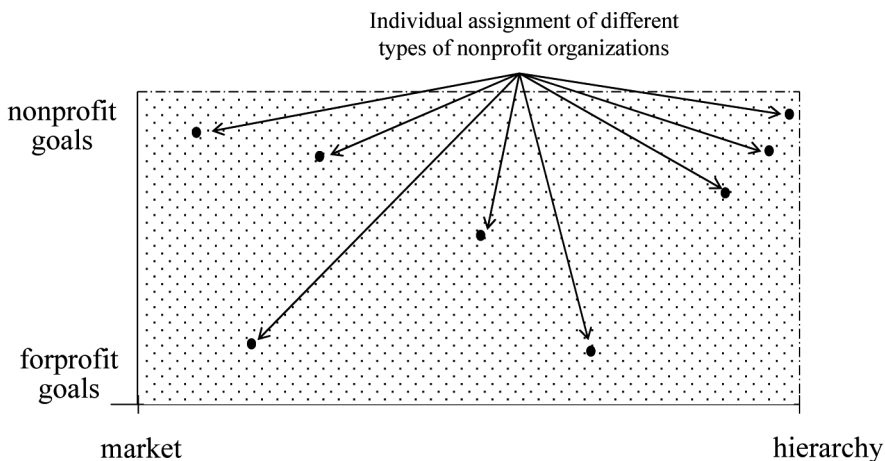 Individual assignment of different
types of nonprofit organizations
nonprofit
goals
forprofit
goals
market
hierarchy